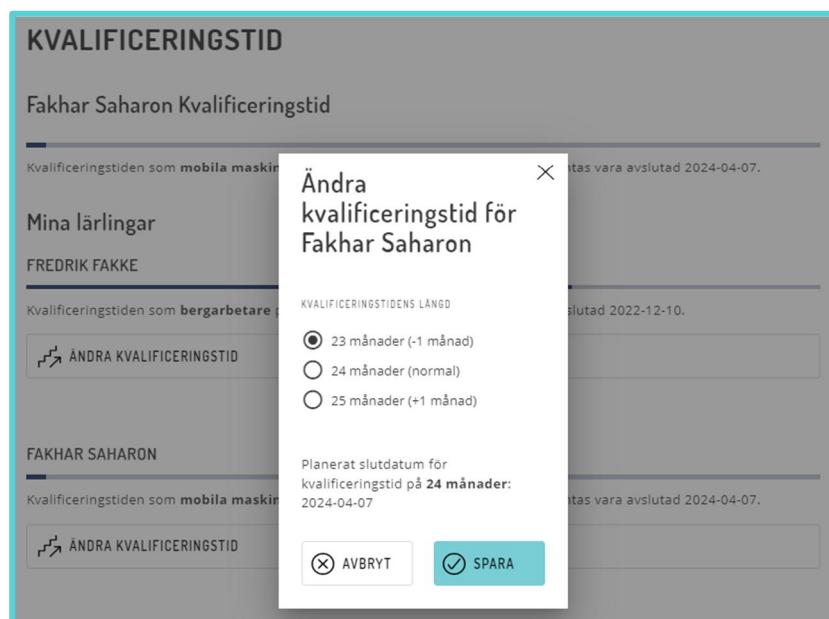 KVALIFICERINGSTID
Fakhar Saharon Kvalificeringstid
Kvalificeringstiden som mobila maskin
ntas vara avslutad 2024-04-07.
Mina lärlingar
FREDRIK FAKKE
Kvalificeringstiden som bergarbetare
slutad 2022-12-10.
ÄNDRA KVALIFICERINGSTID
FAKHAR SAHARON
Kvalificeringstiden som mobila maskin
ntas vara avslutad 2024-04-07.
ÄNDRA KVALIFICERINGSTID
Ändra
kvalificeringstid för
Fakhar Saharon
KVALIFICERINGSTIDENS LÄNGD
23 månader (-1 månad)
24 månader (normal)
25 månader (+1 månad)
Planerat slutdatum för
kvalificeringstid på 24 månader:
2024-04-07
AVBRYT
SPARA